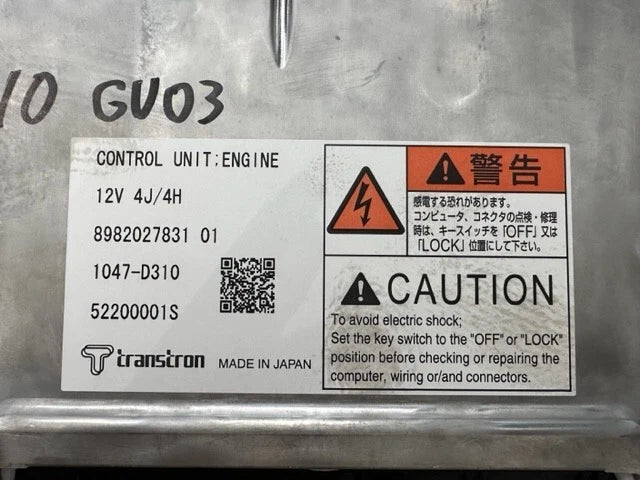 10 GU03
CONTROL UNIT:ENGINE
12V 4J/4H
8982027831 01
1047-D310
52200001S
transtron MADE IN JAPAN
警告
感電する恐れがあります。
コンピュータ、コネクタの点検・修理
時は、キースイッチを「OFF」又は
「LOCK」位置にして下さい。
CAUTION
To avoid electric shock;
Set the key switch to the "OFF" or "LOCK"
position before checking or repairing the
computer, wiring or/and connectors.